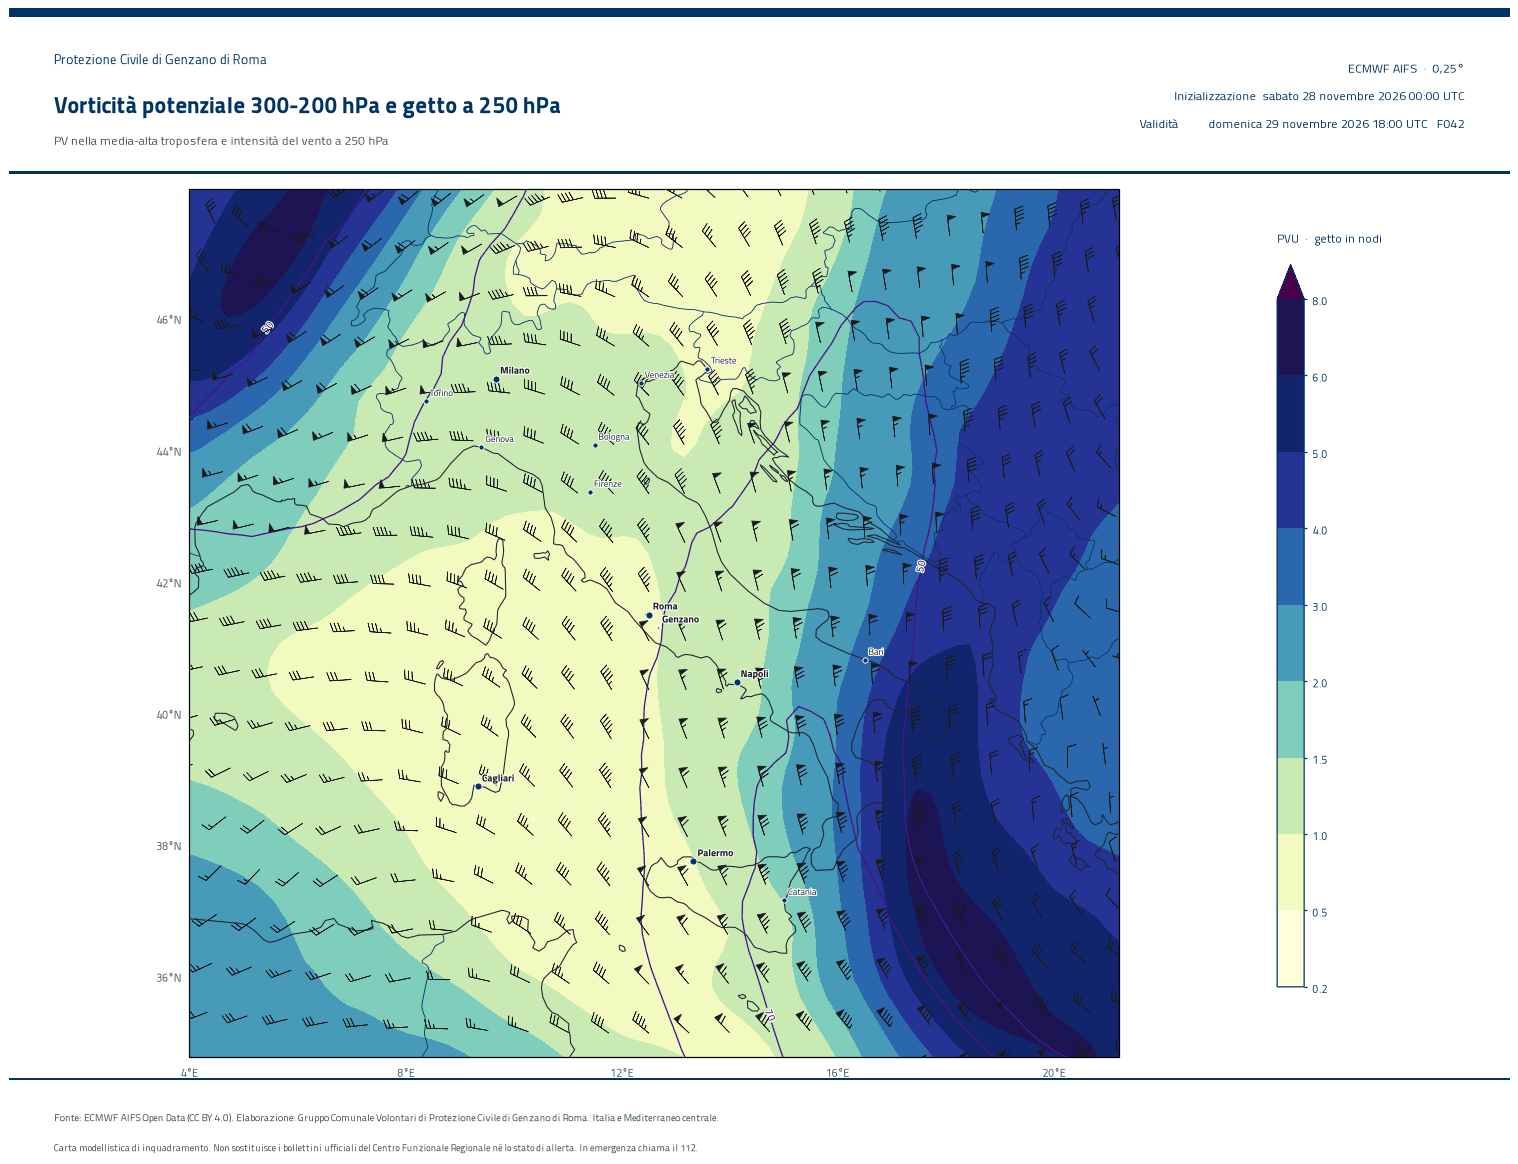 Protezione Civile di Genzano di Roma
Vorticità potenziale 300-200 hPa e getto a 250 hPa
PV nella media-alta troposfera e intensità del vento a 250 hPa
ECMWF AIFS · 0,25°
Inizializzazione sabato 28 novembre 2026 00:00 UTC
Validità domenica 29 novembre 2026 18:00 UTC F042
PVU · getto in nodi
8.0
6.0
5.0
4.0
3.0
2.0
1.5
1.0
0.5
0.2
46°N
44°N
42°N
40°N
38°N
36°N
4°E
8°E
12°E
16°E
20°E
50
Trieste
Milano
Venezia
Torino
Bologna
Genova
Firenze
50
Roma
Genzano
Bari
Napoli
Cagliari
Palermo
Catania
70
Fonte: ECMWF AIFS Open Data (CC BY 4.0). Elaborazione: Gruppo Comunale Volontari di Protezione Civile di Genzano di Roma. Italia e Mediterraneo centrale.
Carta modellistica di inquadramento. Non sostituisce i bollettini ufficiali del Centro Funzionale Regionale né lo stato di allerta. In emergenza chiama il 112.